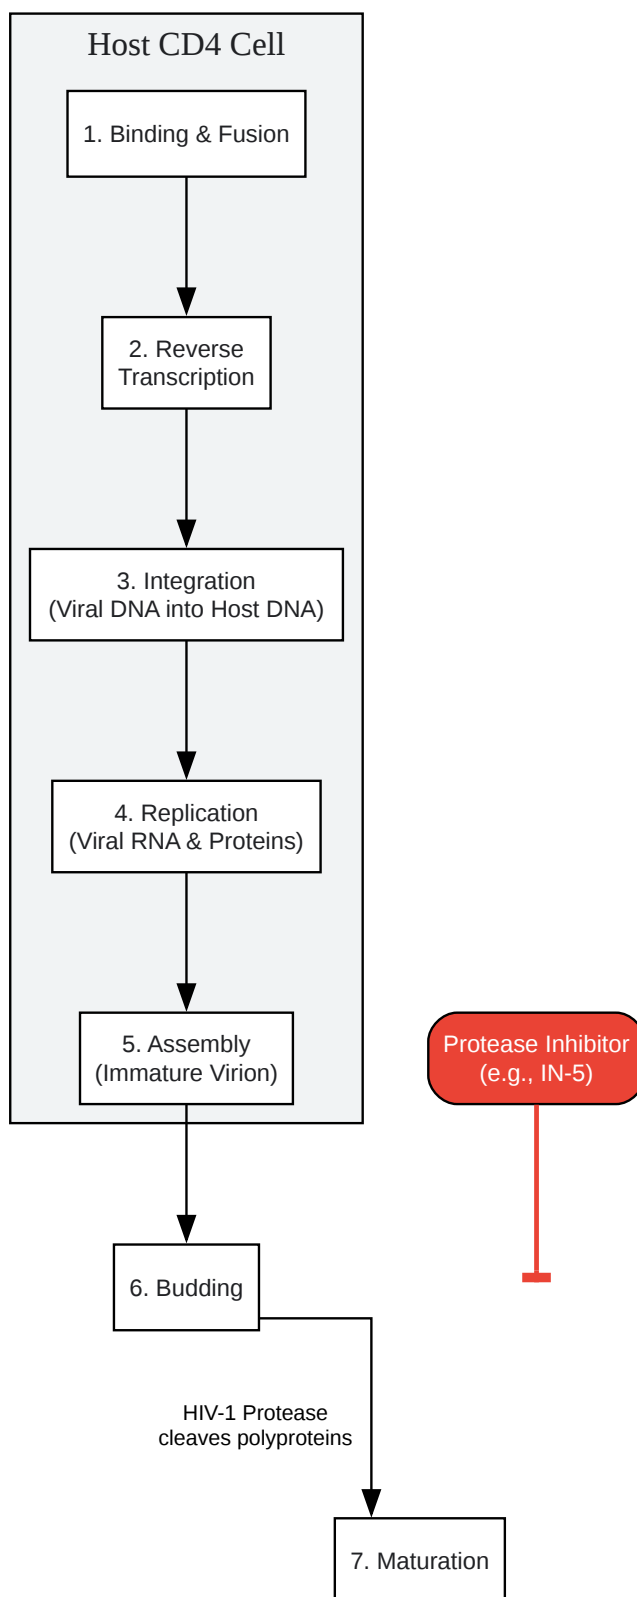 Host CD4 Cell
1. Binding & Fusion
2. Reverse
Transcription
3. Integration
(Viral DNA into Host DNA)
4. Replication
(Viral RNA & Proteins)
5. Assembly
(Immature Virion)
Protease Inhibitor
(e.g., IN-5)
6. Budding
HIV-1 Protease
cleaves polyproteins
7. Maturation